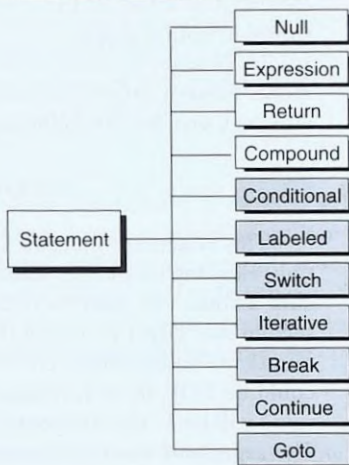 Null
Expression
Return
Compound
Conditional
Statement
Labeled
Switch
Iterative
Break
Continue
Goto